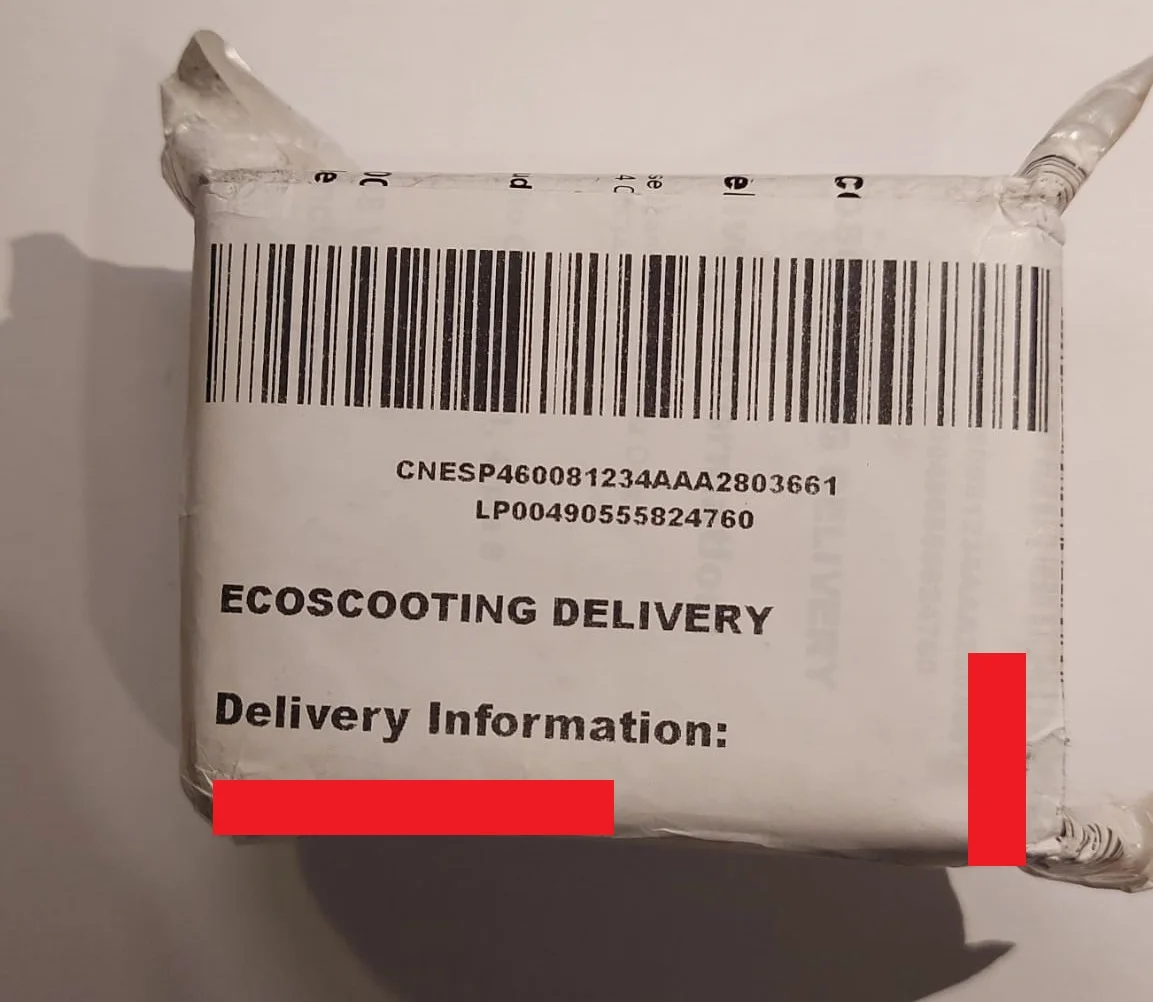 CNESP460081234AAA2803661
LP00490555824760
ECOSCOOTING DELIVERY
Delivery Information: